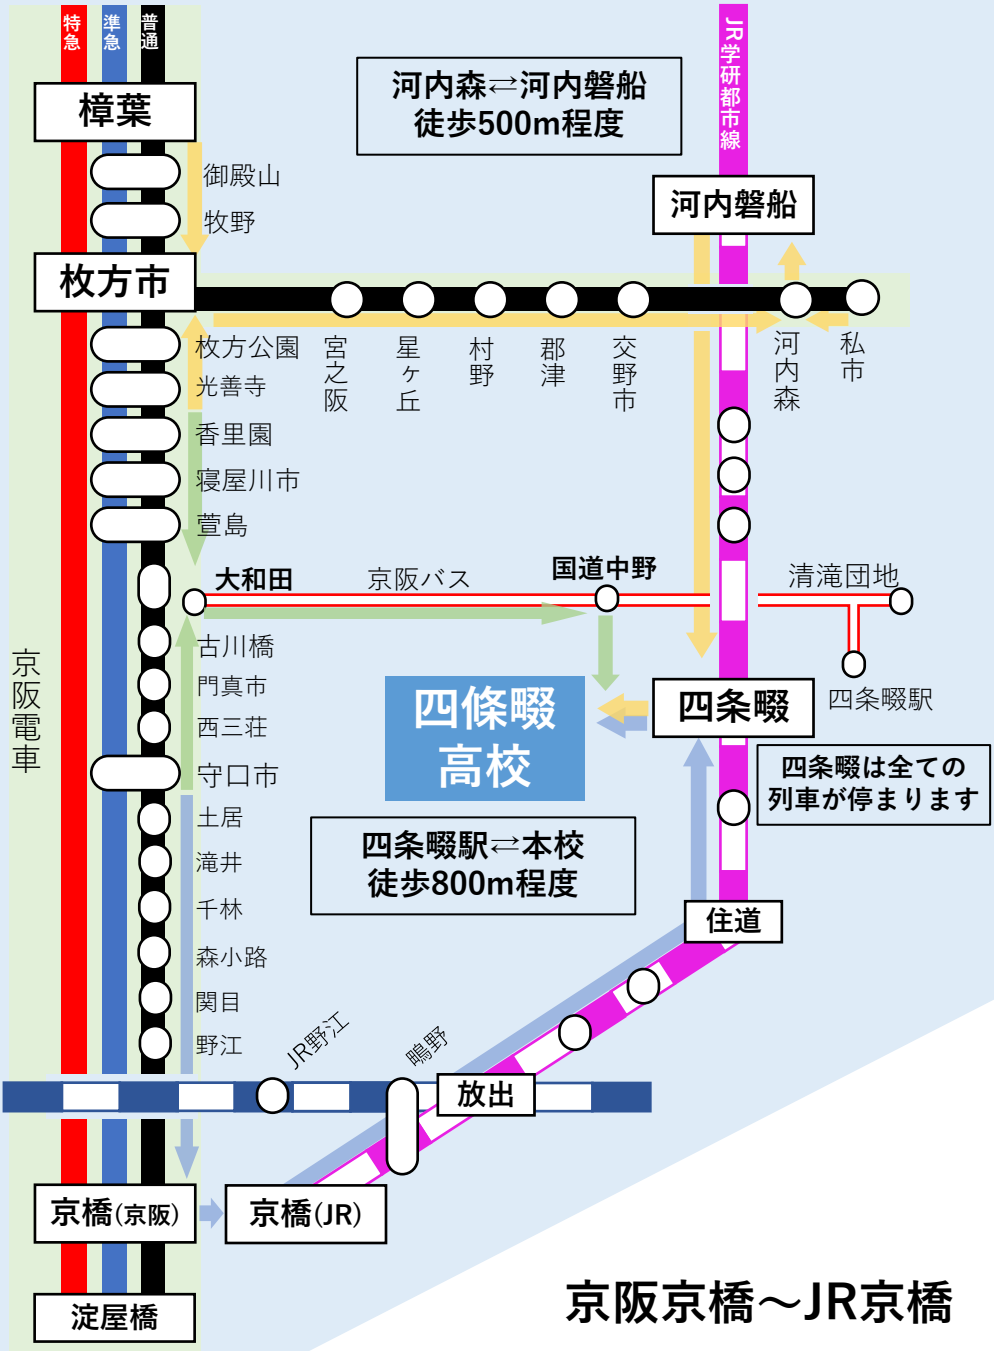 特急
準急
普通
JR学研都市線
樟葉
河内森⇄河内磐船
徒歩500m程度
御殿山
牧野
河内磐船
枚方市
枚方公園
光善寺
香里園
寝屋川市
萱島
宮之阪
星ヶ丘
村野
郡津
交野市
河内森
私市
大和田
京阪バス
国道中野
清滝団地
四条畷駅
京阪電車
古川橋
門真市
西三荘
守口市
土居
滝井
千林
森小路
関目
野江
四條畷
高校
四条畷
四条畷は全ての
列車が停まります
四条畷駅⇄本校
徒歩800m程度
住道
JR野江
鴫野
放出
京橋(京阪)
京橋(JR)
淀屋橋
京阪京橋～JR京橋